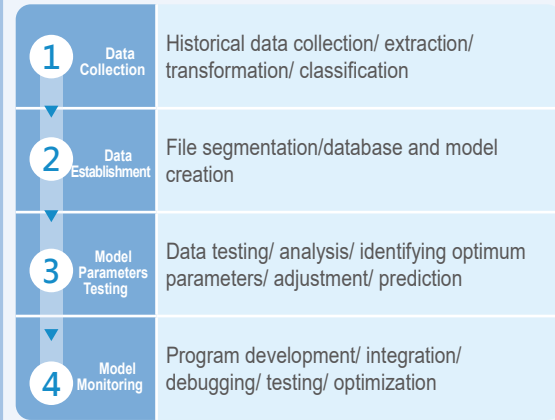 1
Data
Collection
Historical data collection/ extraction/
transformation/ classification
2
Data
Establishment
File segmentation/database and model
creation
3
Model
Parameters
Testing
Data testing/ analysis/ identifying optimum
parameters/ adjustment/ prediction
4
Model
Monitoring
Program development/ integration/
debugging/ testing/ optimization